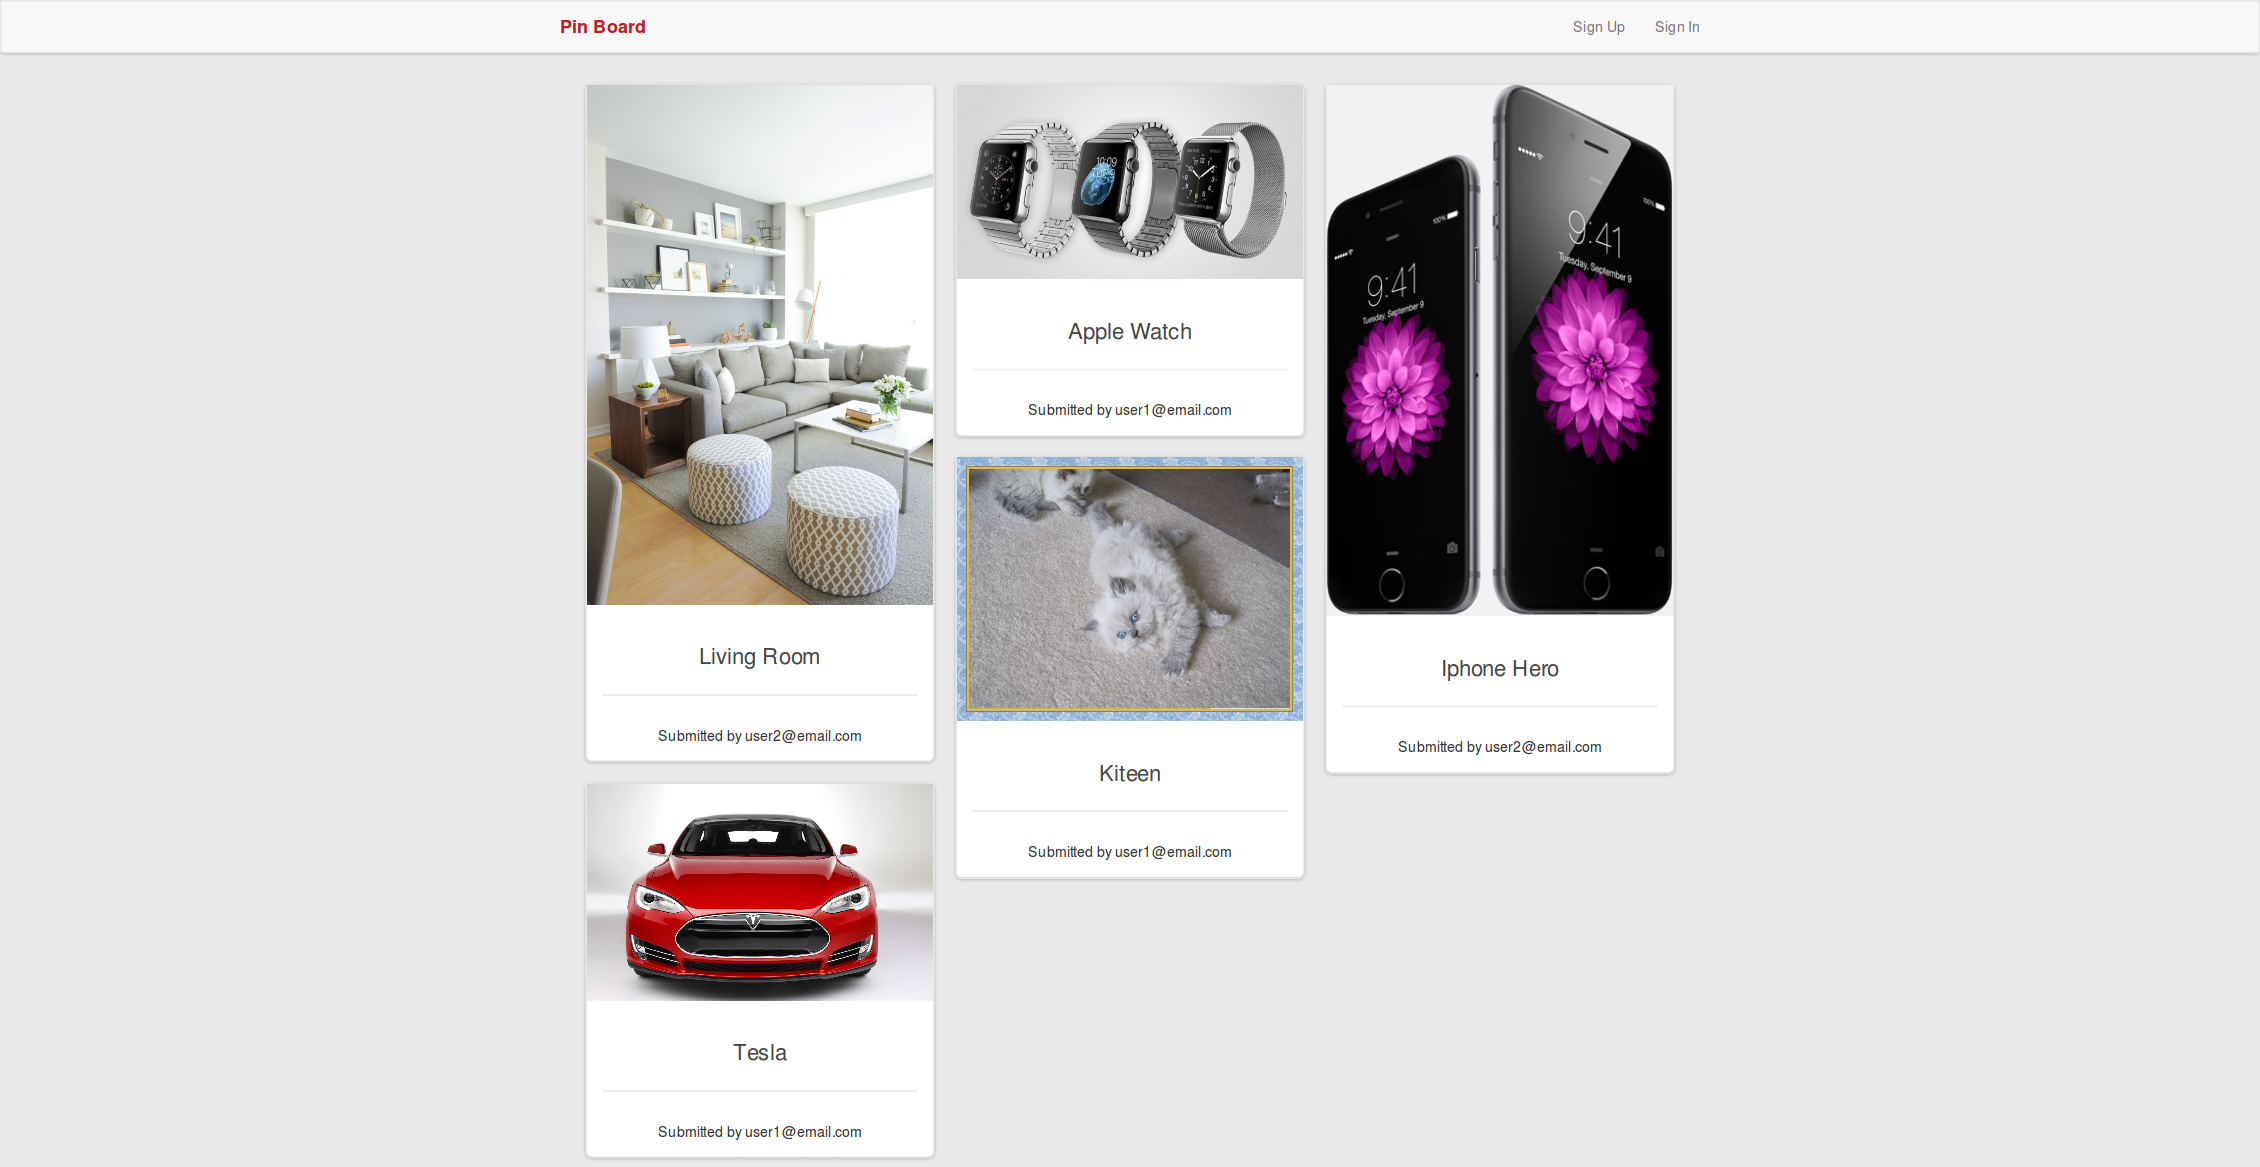 Pin Board
Sign Up
Sign In
Living Room
Submitted by user2@email.com
Tesla
Submitted by user1@email.com
10:09
Apple Watch
Submitted by user1@email.com
Kiteen
Submitted by user1@email.com
100%
9:41
Tuesday, September 9
100%
9:41
Tuesday, September 9
Iphone Hero
Submitted by user2@email.com